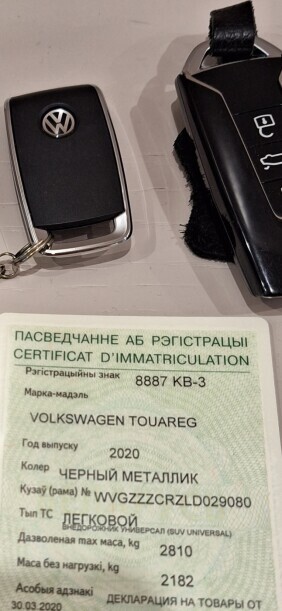 ПАСВЕДЧАННЕ АБ РЭГІСТРАЦЫІ
CERTIFICAT D'IMMATRICULATION
Рэгістрацыйны знак 8887 KB-3
Марка-мадэль
VOLKSWAGEN TOUAREG
Год выпуску 2020
Колер ЧЕРНЫЙ МЕТАЛЛИК
Кузаў (рама) № WVGZZZCRZLD029080
Тып ТС ЛЕГКОВОЙ
ВНЕДОРОЖНИК УНИВЕРСАЛ (SUV UNIVERSAL)
Дазволеная max маса, kg 2810
Маса без нагрузкі, kg 2182
Асобыя адзнакі ДЕКЛАРАЦИЯ НА ТОВАРЫ ОТ
30.03.2020